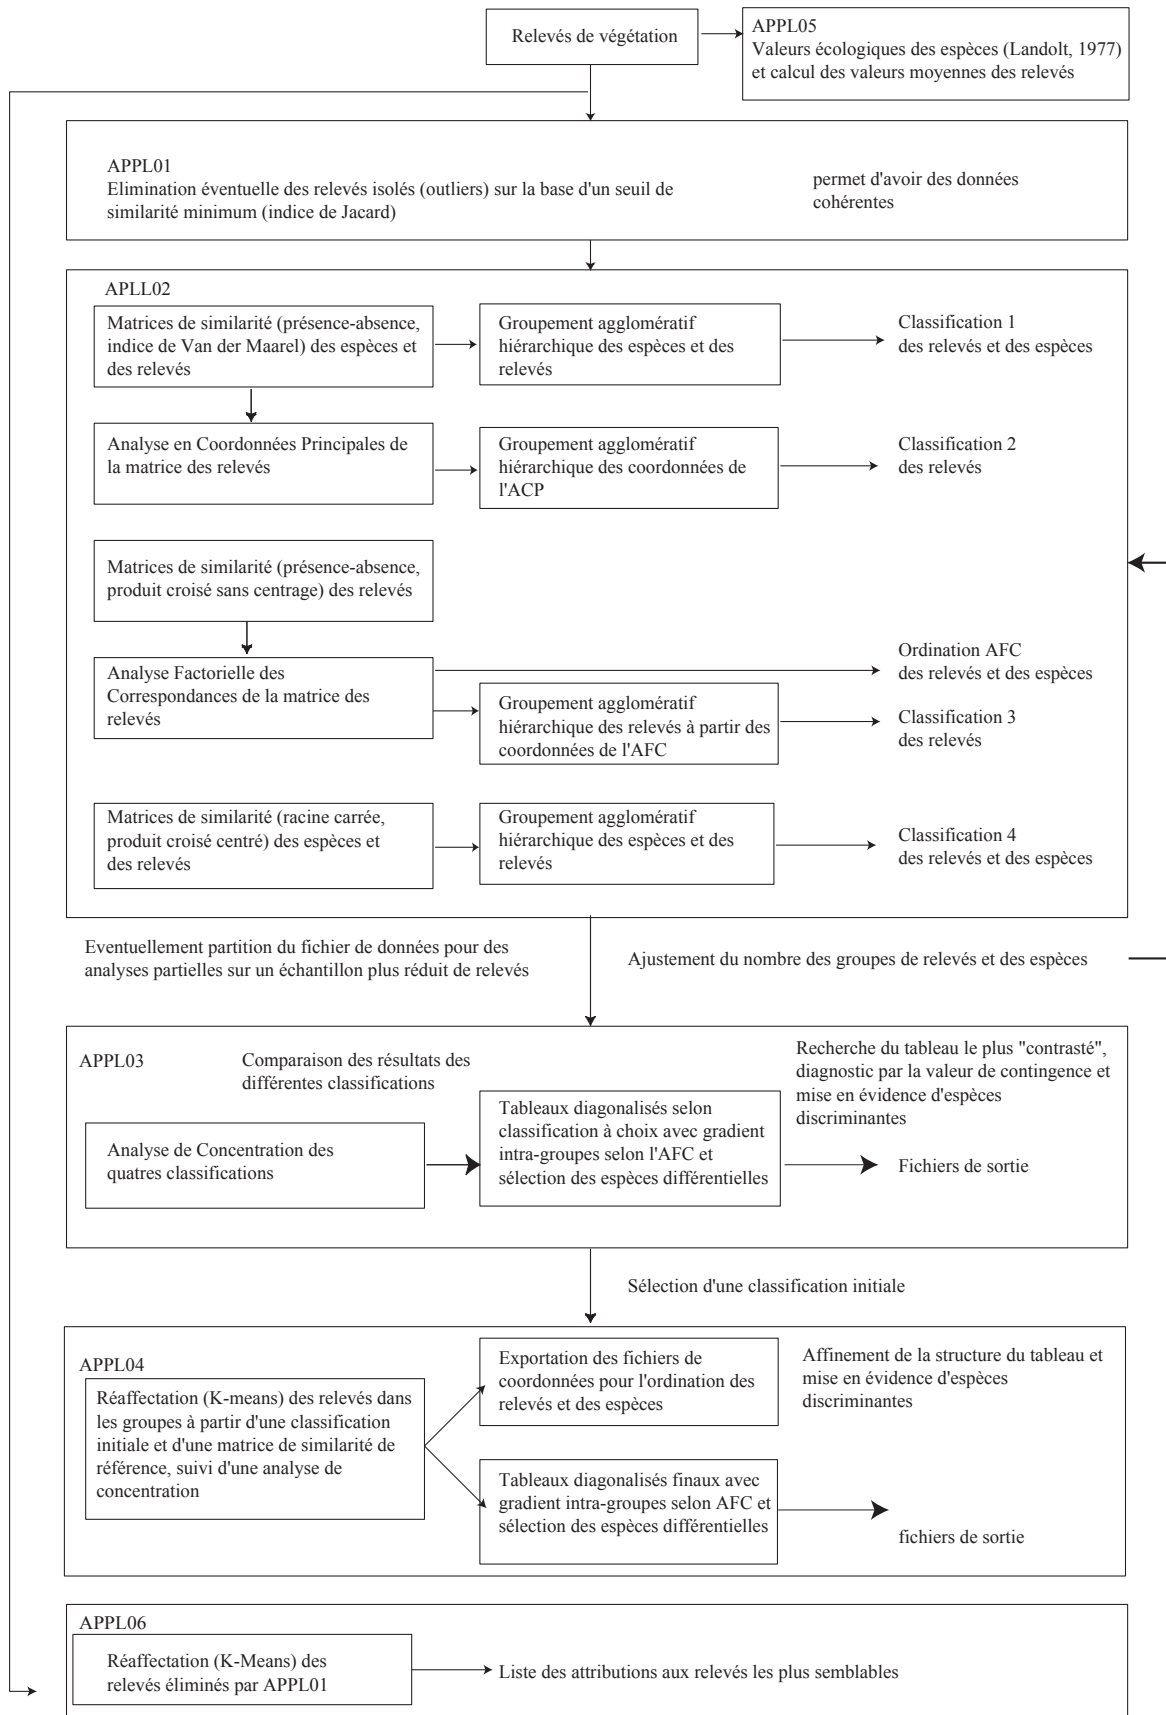 Relevés de végétation
APPL05
Valeurs écologiques des espèces (Landolt, 1977)
et calcul des valeurs moyennes des relevés
APPL01
Elimination éventuelle des relevés isolés (outliers) sur la base d'un seuil de
similarité minimum (indice de Jacard)
permet d'avoir des données
cohérentes
APLL02
Matrices de similarité (présence-absence,
indice de Van der Maarel) des espèces et
des relevés
Groupement agglomératif
hiérarchique des espèces et des
relevés
Classification 1
des relevés et des espèces
Analyse en Coordonnées Principales de
la matrice des relevés
Groupement agglomératif
hiérarchique des coordonnées de
l'ACP
Classification 2
des relevés
Matrices de similarité (présence-absence,
produit croisé sans centrage) des relevés
Analyse Factorielle des
Correspondances de la matrice des
relevés
Ordination AFC
des relevés et des espèces
Groupement agglomératif
hiérarchique des relevés à partir des
coordonnées de l'AFC
Classification 3
des relevés
Matrices de similarité (racine carrée,
produit croisé centré) des espèces et
des relevés
Groupement agglomératif
hiérarchique des espèces et des
relevés
Classification 4
des relevés et des espèces
Eventuellement partition du fichier de données pour des
analyses partielles sur un échantillon plus réduit de relevés
Ajustement du nombre des groupes de relevés et des espèces
APPL03
Comparaison des résultats des
différentes classifications
Recherche du tableau le plus "contrasté",
diagnostic par la valeur de contingence et
mise en évidence d'espèces
discriminantes
Analyse de Concentration des
quatres classifications
Tableaux diagonalisés selon
classification à choix avec gradient
intra-groupes selon l'AFC et
sélection des espèces différentielles
Fichiers de sortie
Sélection d'une classification initiale
APPL04
Réaffectation (K-means) des relevés dans
les groupes à partir d'une classification
initiale et d'une matrice de similarité de
référence, suivi d'une analyse de
concentration
Exportation des fichiers de
coordonnées pour l'ordination des
relevés et des espèces
Affinement de la structure du tableau et
mise en évidence d'espèces
discriminantes
Tableaux diagonalisés finaux avec
gradient intra-groupes selon AFC et
sélection des espèces différentielles
fichiers de sortie
APPL06
Réaffectation (K-Means) des
relevés éliminés par APPL01
Liste des attributions aux relevés les plus semblables